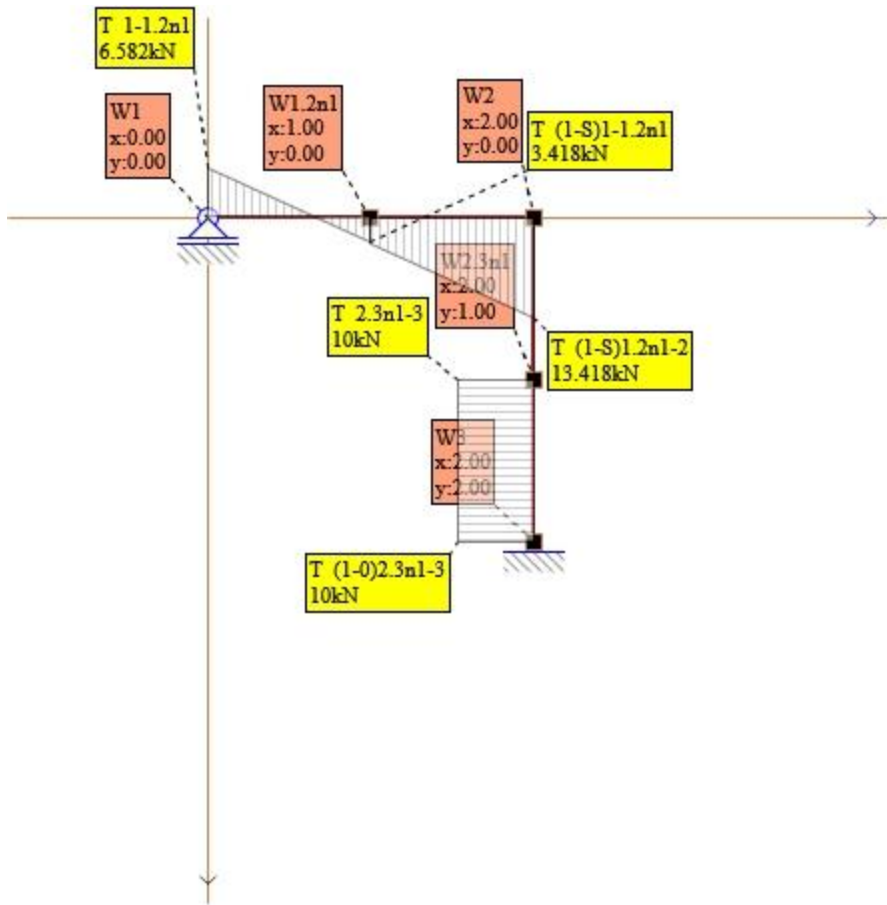 T 1-1.2n1
6.582kN
W1
x:0.00
y:0.00
W1.2n1
x:1.00
y:0.00
W2
x:2.00
y:0.00
T (1-S)1-1.2n1
3.418kN
W2.3n1
x:2.00
y:1.00
T 2.3n1-3
10kN
T (1-S)1.2n1-2
13.418kN
W3
x:2.00
y:2.00
T (1-0)2.3n1-3
10kN